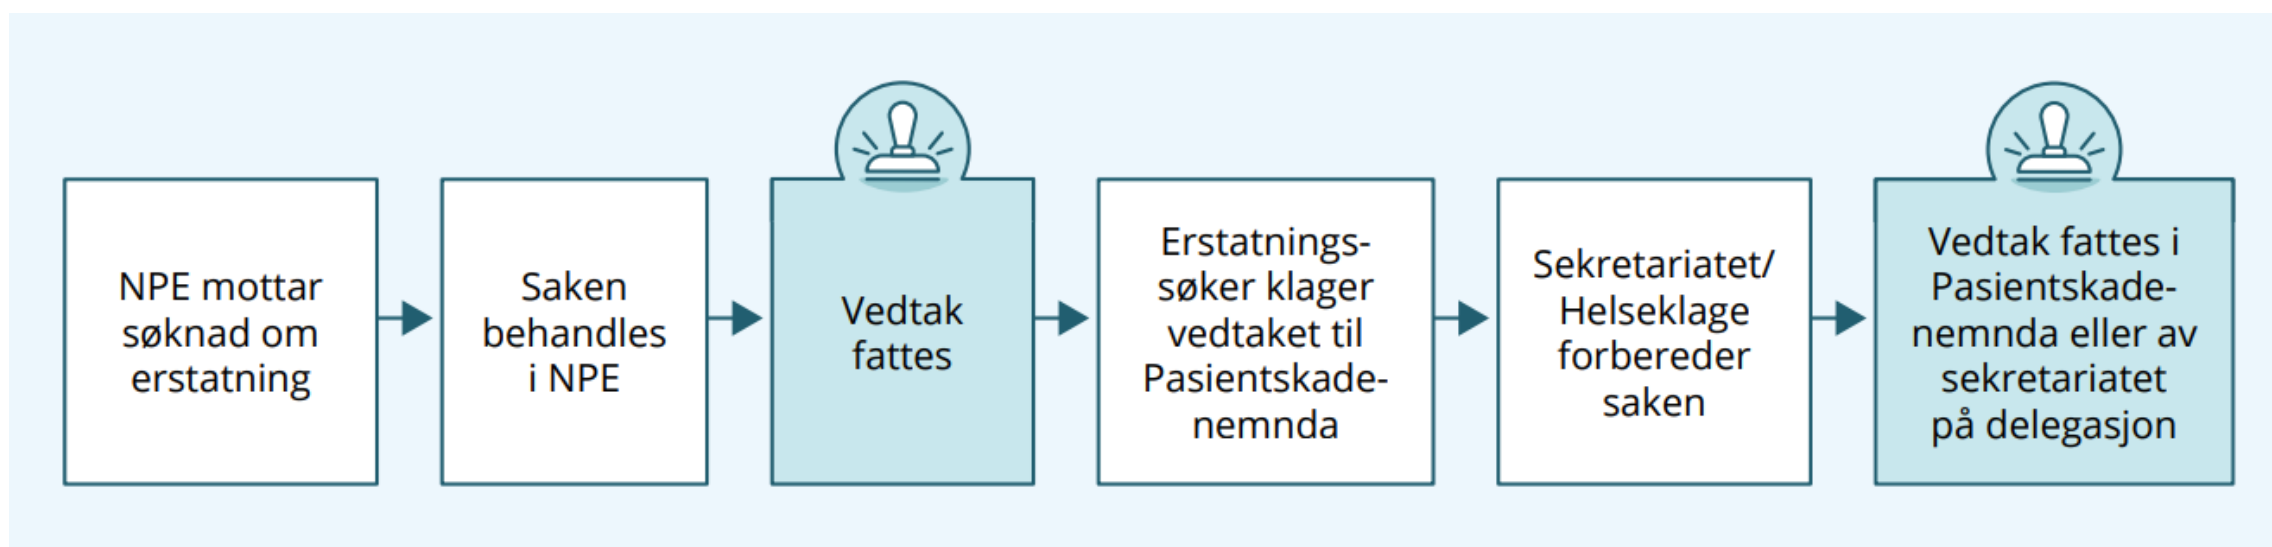 NPE mottar
søknad om
erstatning
Saken
behandles
i NPE
Vedtak
fattes
Erstatnings-
søker klager
vedtaket til
Pasientskade-
nemnda
Sekretariatet/
Helseklage
forbereder
saken
Vedtak fattes i
Pasientskade-
nemnda eller av
sekretariatet
på delegasjon